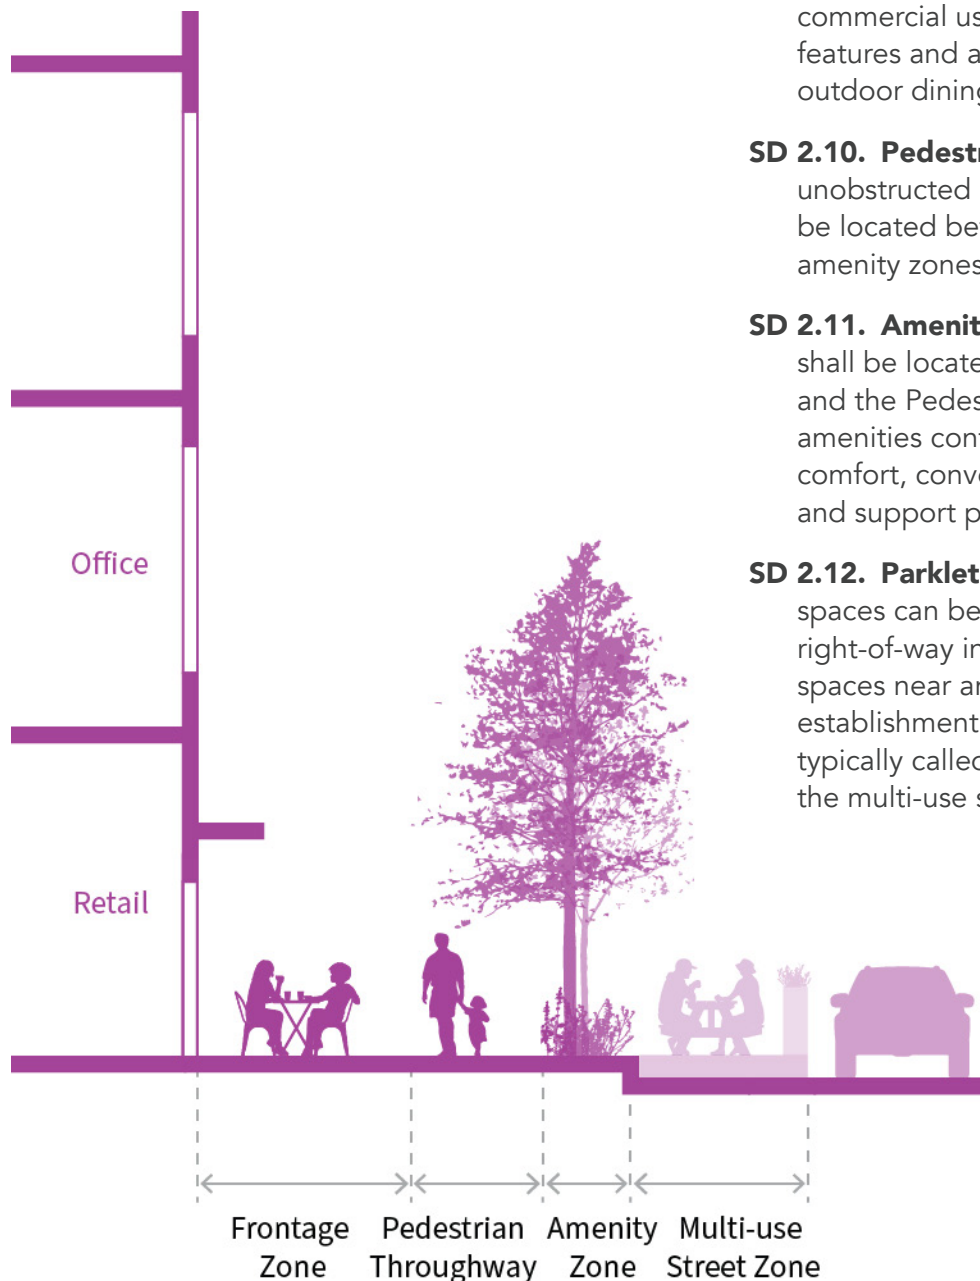 commercial us
features and a
outdoor dining
SD 2.10. Pedest
unobstructed
be located be
amenity zones
SD 2.11. Amenit
shall be locate
and the Pedes
amenities con
comfort, conv
and support p
SD 2.12. Parklet
spaces can be
right-of-way in
spaces near a
establishment
typically called
the multi-use s
Office
Retail
Frontage Zone
Pedestrian Throughway
Amenity Zone
Multi-use Street Zone